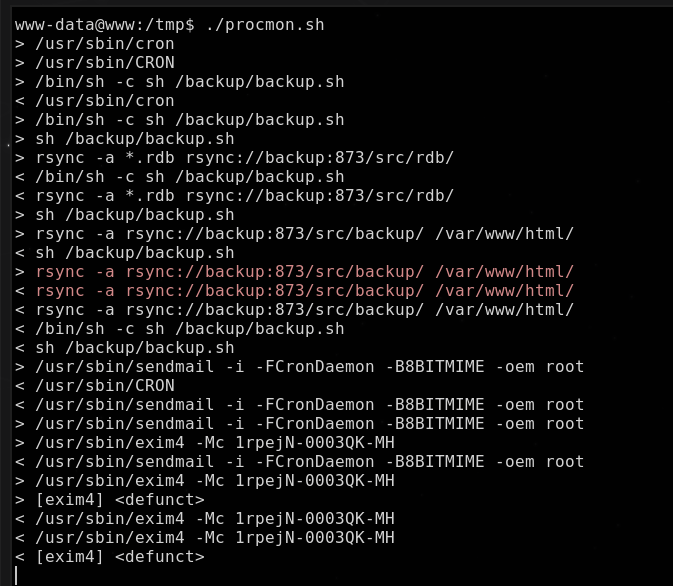 www-data@www:/tmp$ ./procmon.sh
> /usr/sbin/cron
> /usr/sbin/CRON
> /bin/sh -c sh /backup/backup.sh
< /usr/sbin/cron
> /bin/sh -c sh /backup/backup.sh
> sh /backup/backup.sh
> rsync -a *.rdb rsync://backup:873/src/rdb/
< /bin/sh -c sh /backup/backup.sh
< rsync -a *.rdb rsync://backup:873/src/rdb/
> sh /backup/backup.sh
> rsync -a rsync://backup:873/src/backup/ /var/www/html/
< sh /backup/backup.sh
> rsync -a rsync://backup:873/src/backup/ /var/www/html/
< rsync -a rsync://backup:873/src/backup/ /var/www/html/
< rsync -a rsync://backup:873/src/backup/ /var/www/html/
< /bin/sh -c sh /backup/backup.sh
< sh /backup/backup.sh
> /usr/sbin/sendmail -i -FCronDaemon -B8BITMIME -oem root
< /usr/sbin/CRON
< /usr/sbin/sendmail -i -FCronDaemon -B8BITMIME -oem root
> /usr/sbin/sendmail -i -FCronDaemon -B8BITMIME -oem root
> /usr/sbin/exim4 -Mc 1rpejN-0003QK-MH
< /usr/sbin/sendmail -i -FCronDaemon -B8BITMIME -oem root
> /usr/sbin/exim4 -Mc 1rpejN-0003QK-MH
> [exim4] <defunct>
< /usr/sbin/exim4 -Mc 1rpejN-0003QK-MH
< /usr/sbin/exim4 -Mc 1rpejN-0003QK-MH
< [exim4] <defunct>